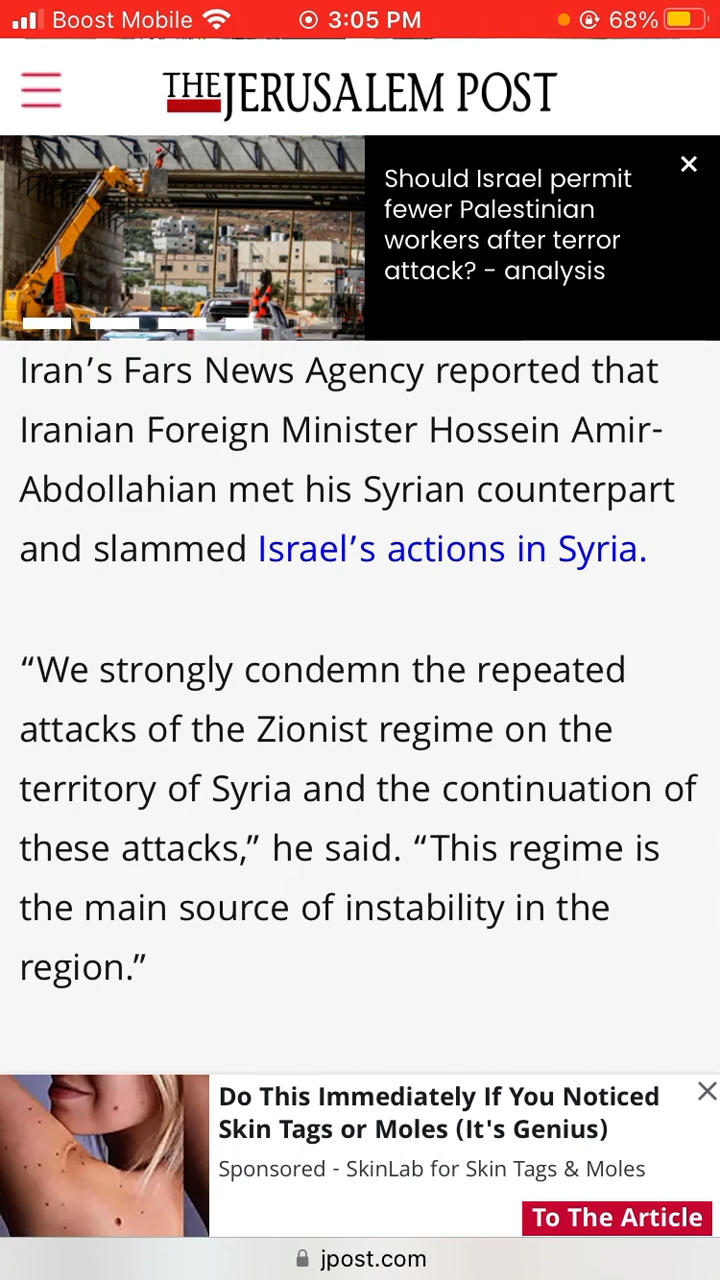 Boost Mobile 3:05 PM 68%
THE JERUSALEM POST
Should Israel permit
fewer Palestinian
workers after terror
attack? - analysis
Iran’s Fars News Agency reported that
Iranian Foreign Minister Hossein Amir-
Abdollahian met his Syrian counterpart
and slammed Israel’s actions in Syria.
“We strongly condemn the repeated
attacks of the Zionist regime on the
territory of Syria and the continuation of
these attacks,” he said. “This regime is
the main source of instability in the
region.”
Do This Immediately If You Noticed
Skin Tags or Moles (It's Genius)
Sponsored - SkinLab for Skin Tags & Moles
To The Article
jpost.com